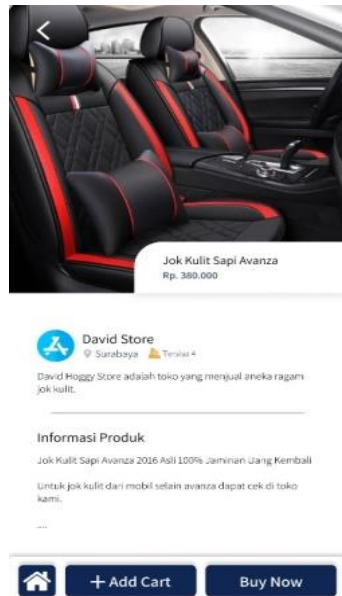 Jok Kulit Sapi Avanza
Rp. 380.000
David Store
Surabaya Tersisa 4
David Hoggy Store adalah toko yang menjual aneka ragam
jok kulit.
Informasi Produk
Jok Kulit Sapi Avanza 2016 Asli 100% Jaminan Uang Kembali
Untuk jok kulit dari mobil selain avanza dapat cek di toko
kami.
....
+ Add Cart
Buy Now